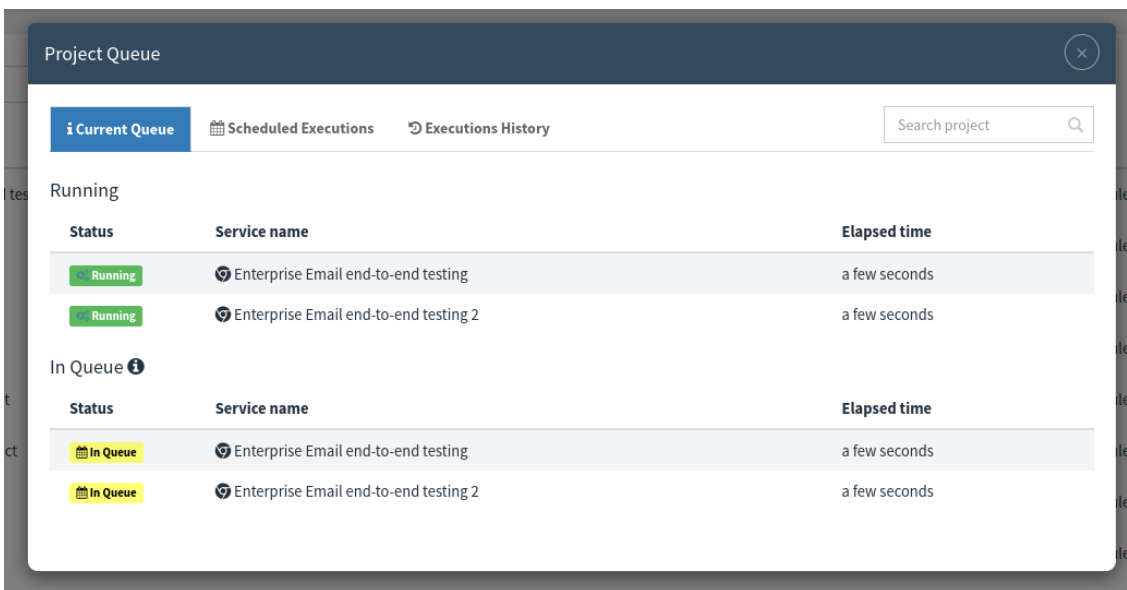 Project Queue
Current Queue Scheduled Executions Executions History Search project
Running
Status Service name Elapsed time
Running Enterprise Email end-to-end testing a few seconds
Running Enterprise Email end-to-end testing 2 a few seconds
In Queue
Status Service name Elapsed time
In Queue Enterprise Email end-to-end testing a few seconds
In Queue Enterprise Email end-to-end testing 2 a few seconds